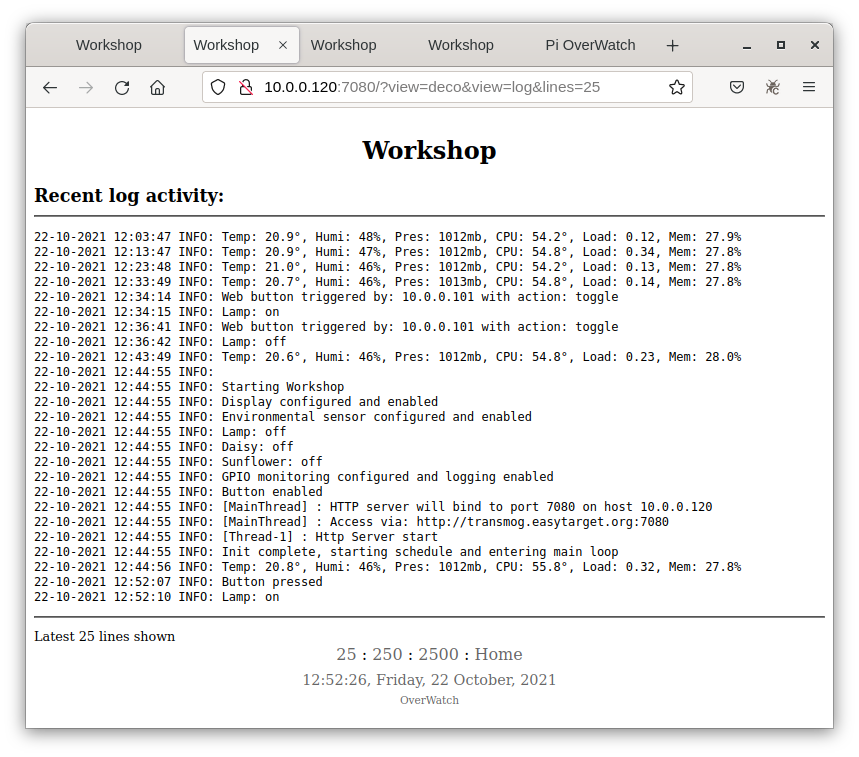 Workshop Workshop Workshop Workshop Pi OverWatch
10.0.0.120:7080/?view=deco&view=log&lines=25
Workshop
Recent log activity:
22-10-2021 12:03:47 INFO: Temp: 20.9°, Humi: 48%, Pres: 1012mb, CPU: 54.2°, Load: 0.12, Mem: 27.9%
22-10-2021 12:13:47 INFO: Temp: 20.9°, Humi: 47%, Pres: 1012mb, CPU: 54.8°, Load: 0.34, Mem: 27.8%
22-10-2021 12:23:48 INFO: Temp: 21.0°, Humi: 46%, Pres: 1012mb, CPU: 54.2°, Load: 0.13, Mem: 27.8%
22-10-2021 12:33:49 INFO: Temp: 20.7°, Humi: 46%, Pres: 1013mb, CPU: 54.8°, Load: 0.14, Mem: 27.8%
22-10-2021 12:34:14 INFO: Web button triggered by: 10.0.0.101 with action: toggle
22-10-2021 12:34:15 INFO: Lamp: on
22-10-2021 12:36:41 INFO: Web button triggered by: 10.0.0.101 with action: toggle
22-10-2021 12:36:42 INFO: Lamp: off
22-10-2021 12:43:49 INFO: Temp: 20.6°, Humi: 46%, Pres: 1012mb, CPU: 54.8°, Load: 0.23, Mem: 28.0%
22-10-2021 12:44:55 INFO:
22-10-2021 12:44:55 INFO: Starting Workshop
22-10-2021 12:44:55 INFO: Display configured and enabled
22-10-2021 12:44:55 INFO: Environmental sensor configured and enabled
22-10-2021 12:44:55 INFO: Lamp: off
22-10-2021 12:44:55 INFO: Daisy: off
22-10-2021 12:44:55 INFO: Sunflower: off
22-10-2021 12:44:55 INFO: GPIO monitoring configured and logging enabled
22-10-2021 12:44:55 INFO: Button enabled
22-10-2021 12:44:55 INFO: [MainThread] : HTTP server will bind to port 7080 on host 10.0.0.120
22-10-2021 12:44:55 INFO: [MainThread] : Access via: http://transmog.easytarget.org:7080
22-10-2021 12:44:55 INFO: [Thread-1] : Http Server start
22-10-2021 12:44:55 INFO: Init complete, starting schedule and entering main loop
22-10-2021 12:44:56 INFO: Temp: 20.8°, Humi: 46%, Pres: 1012mb, CPU: 55.8°, Load: 0.32, Mem: 27.8%
22-10-2021 12:52:07 INFO: Button pressed
22-10-2021 12:52:10 INFO: Lamp: on
Latest 25 lines shown
25 : 250 : 2500 : Home
12:52:26, Friday, 22 October, 2021
OverWatch